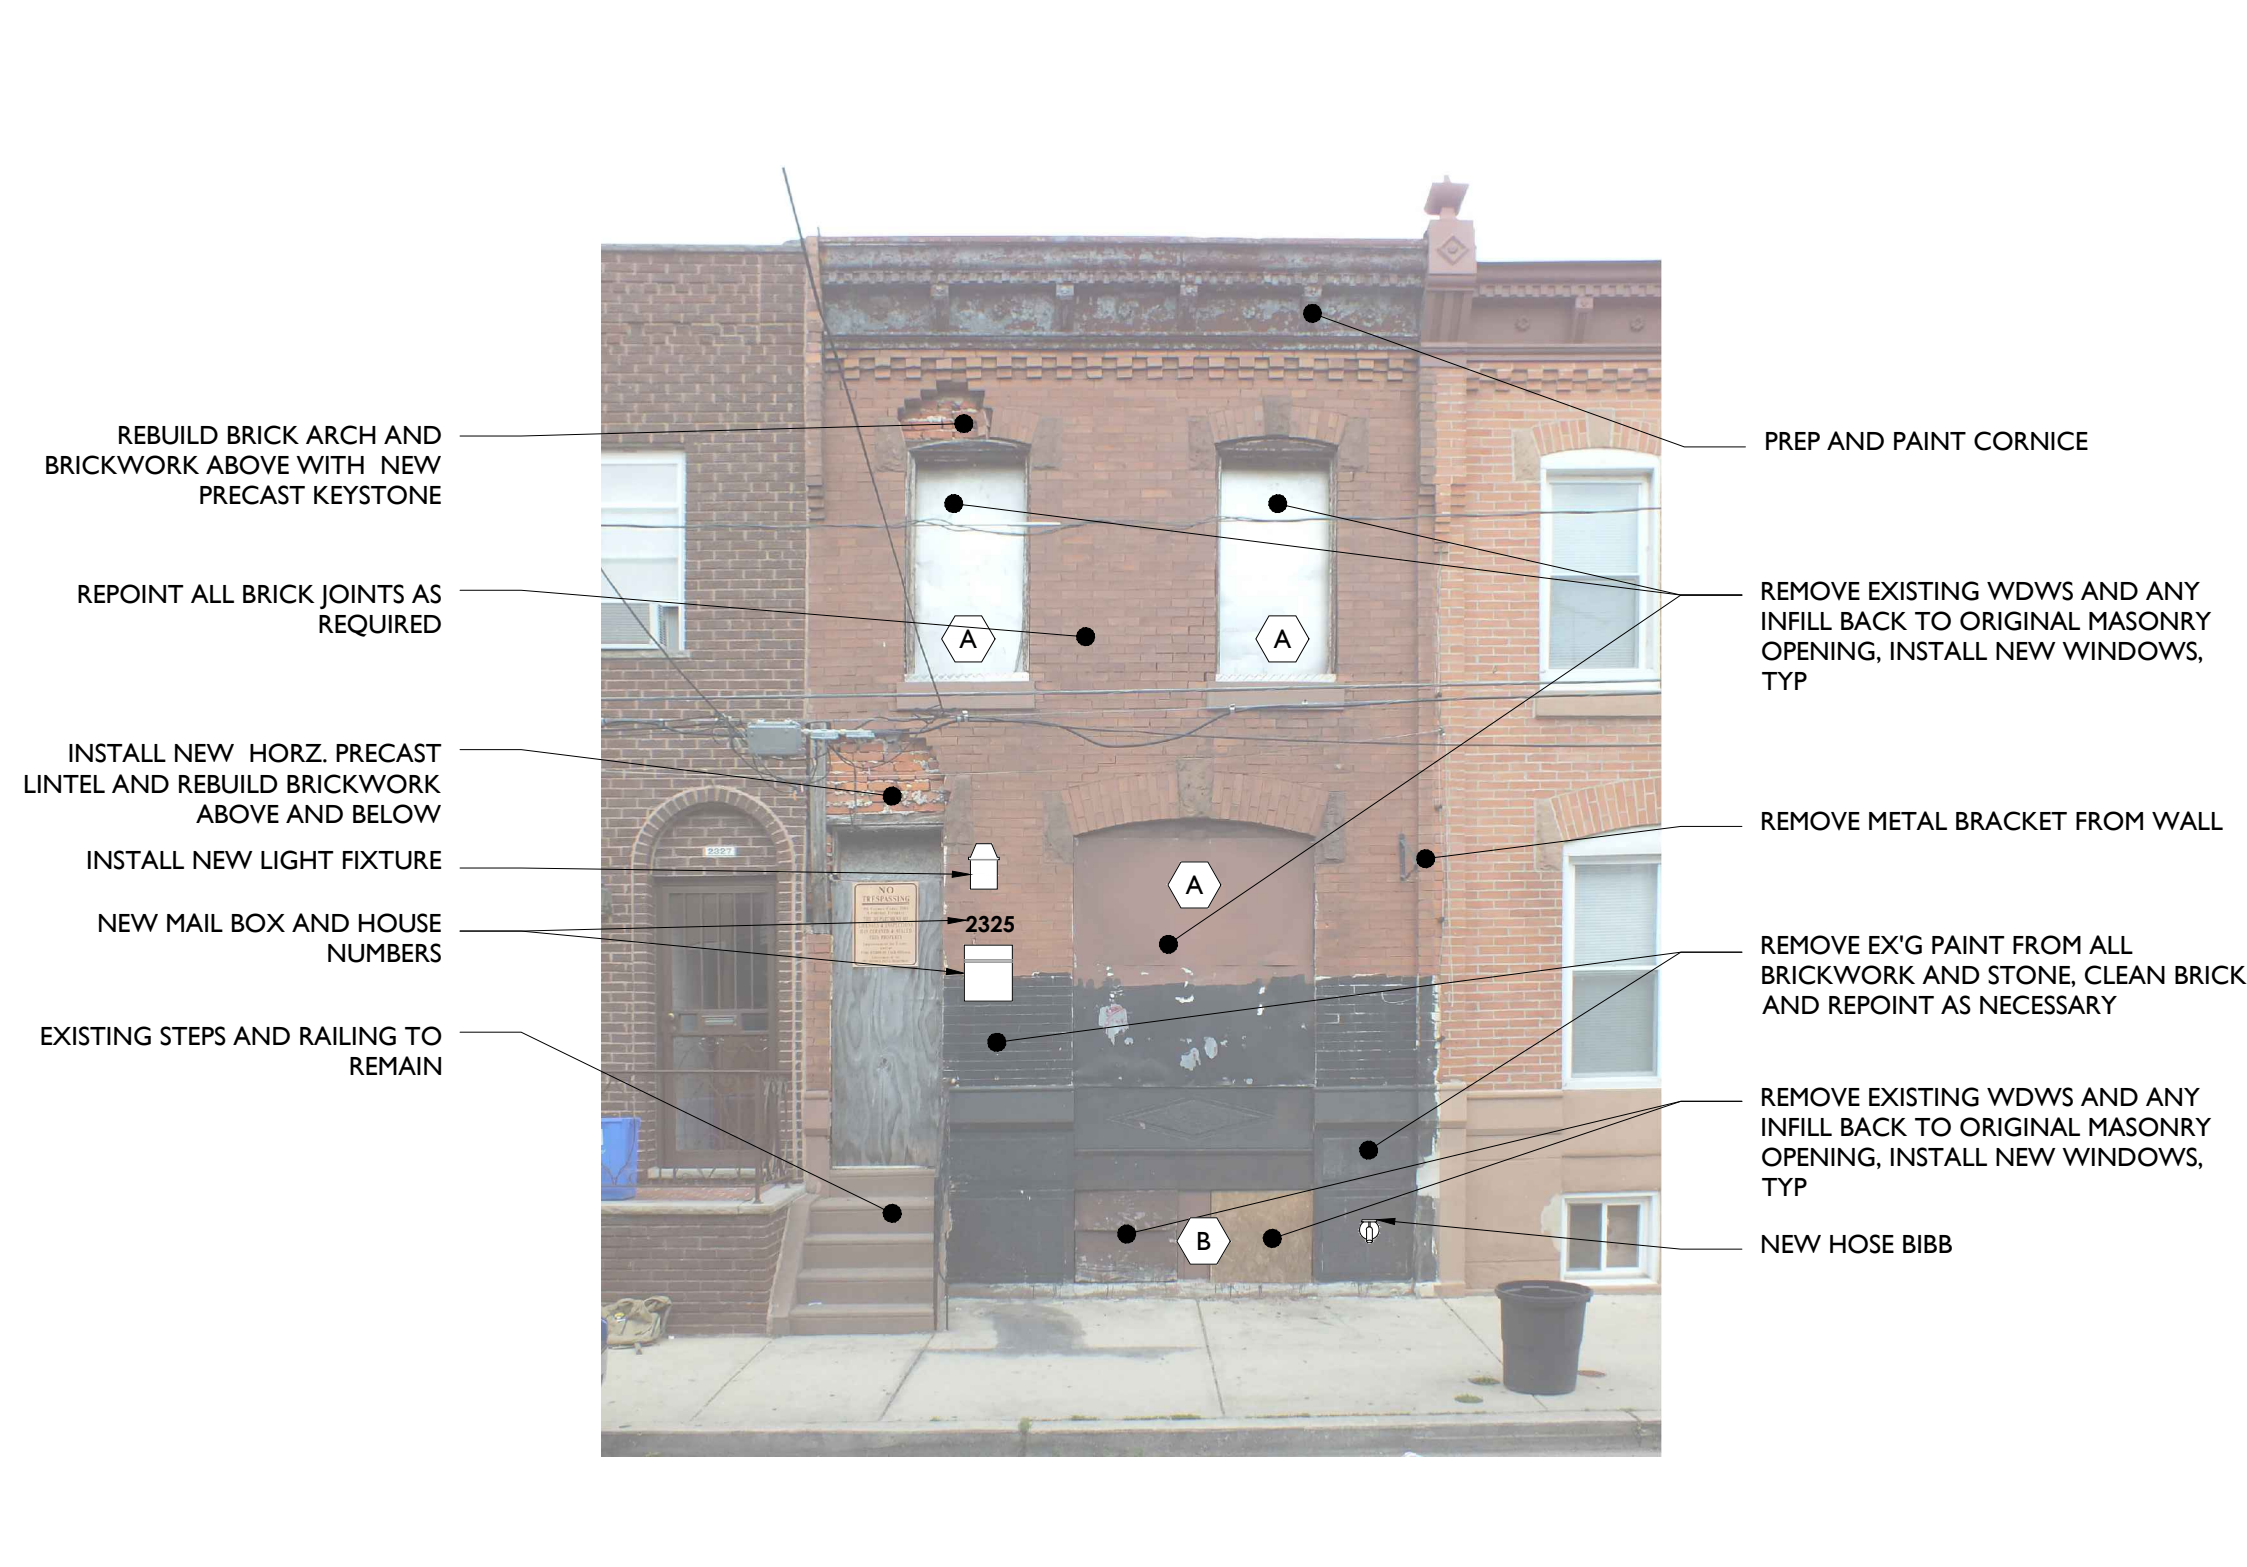 REBUILD BRICK ARCH AND
BRICKWORK ABOVE WITH  NEW
PRECAST KEYSTONE
REPOINT ALL BRICK JOINTS AS
REQUIRED
INSTALL NEW  HORZ. PRECAST
LINTEL AND REBUILD BRICKWORK
ABOVE AND BELOW
INSTALL NEW LIGHT FIXTURE
NEW MAIL BOX AND HOUSE
NUMBERS
EXISTING STEPS AND RAILING TO
REMAIN
A
A
2327
NO
TRESPASSING
A
2325
B
PREP AND PAINT CORNICE
REMOVE EXISTING WDWS AND ANY
INFILL BACK TO ORIGINAL MASONRY
OPENING, INSTALL NEW WINDOWS,
TYP
REMOVE METAL BRACKET FROM WALL
REMOVE EX'G PAINT FROM ALL
BRICKWORK AND STONE, CLEAN BRICK
AND REPOINT AS NECESSARY
REMOVE EXISTING WDWS AND ANY
INFILL BACK TO ORIGINAL MASONRY
OPENING, INSTALL NEW WINDOWS,
TYP
NEW HOSE BIBB